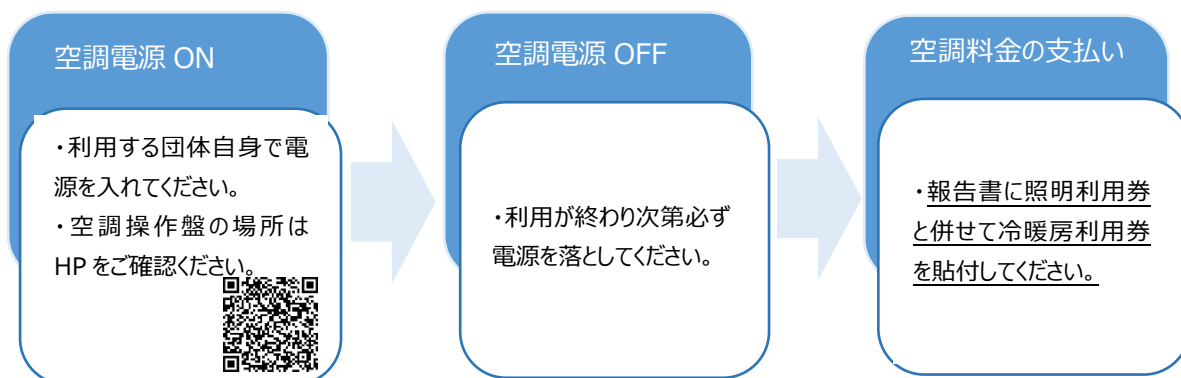 空調電源 ON
・利用する団体自身で電
源を入れてください。
・空調操作盤の場所は
HP をご確認ください。
空調電源 OFF
・利用が終わり次第必ず
電源を落としてください。
空調料金の支払い
・報告書に照明利用券
と併せて冷暖房利用券
を貼付してください。